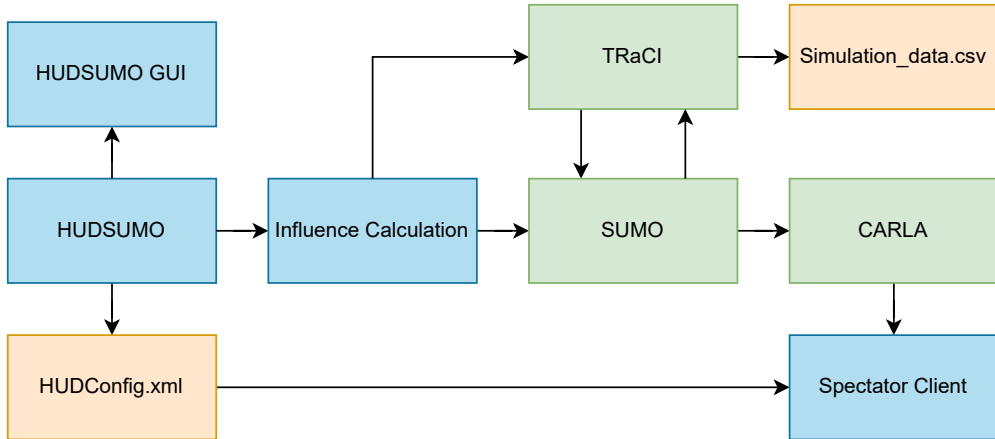 HUDSUMO GUI
TRaCI
Simulation_data.csv
HUDSUMO
Influence Calculation
SUMO
CARLA
HUDConfig.xml
Spectator Client